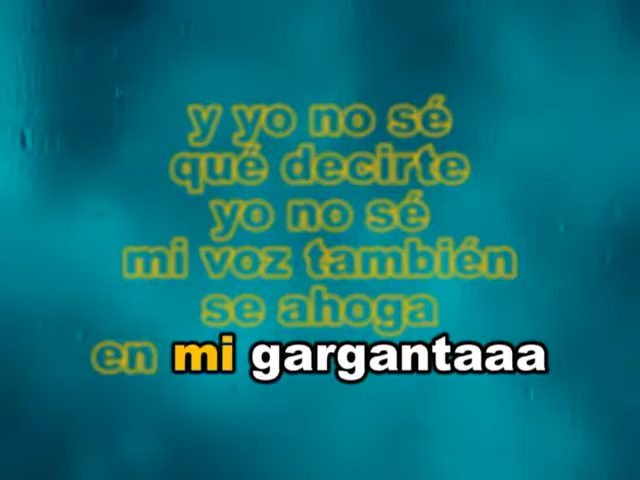 y yo no sé
qué decirte
yo no sé
mi voz también
se ahoga
en mi gargantaaa